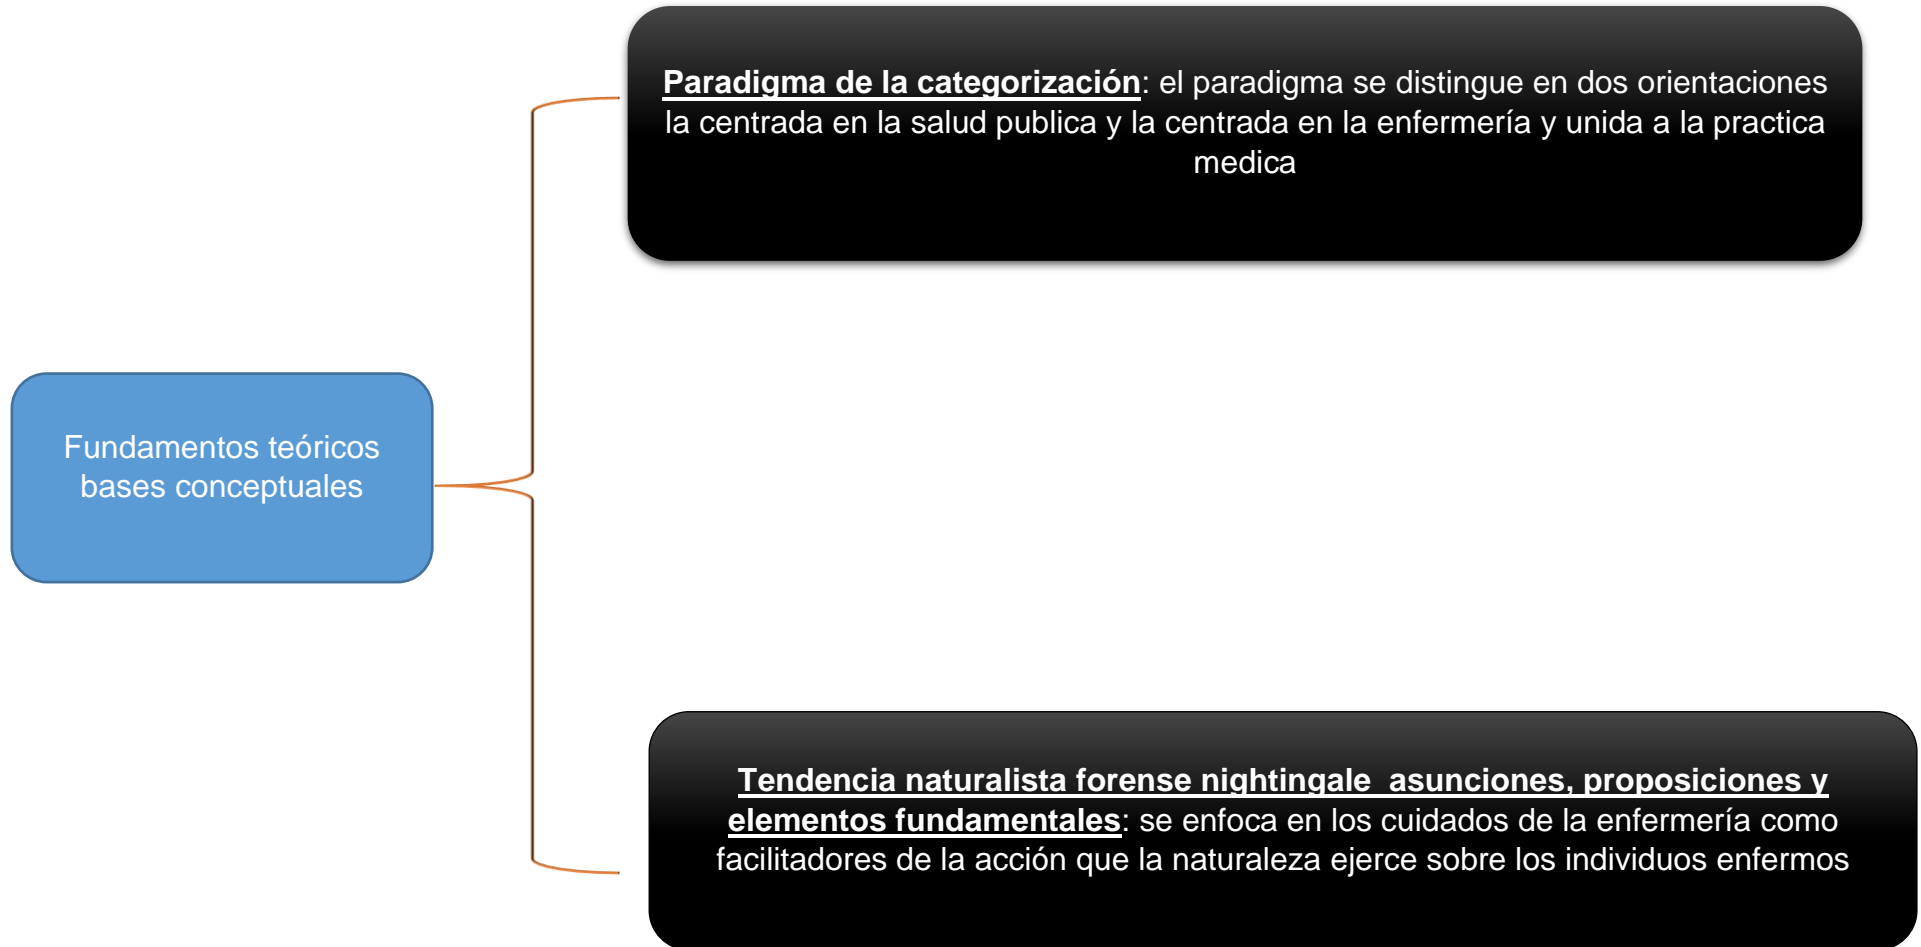 Paradigma de la categorización: el paradigma se distingue en dos orientaciones
la centrada en la salud publica y la centrada en la enfermería y unida a la practica
medica
Fundamentos teóricos
bases conceptuales
Tendencia naturalista forense nightingale  asunciones, proposiciones y
elementos fundamentales: se enfoca en los cuidados de la enfermería como
facilitadores de la acción que la naturaleza ejerce sobre los individuos enfermos